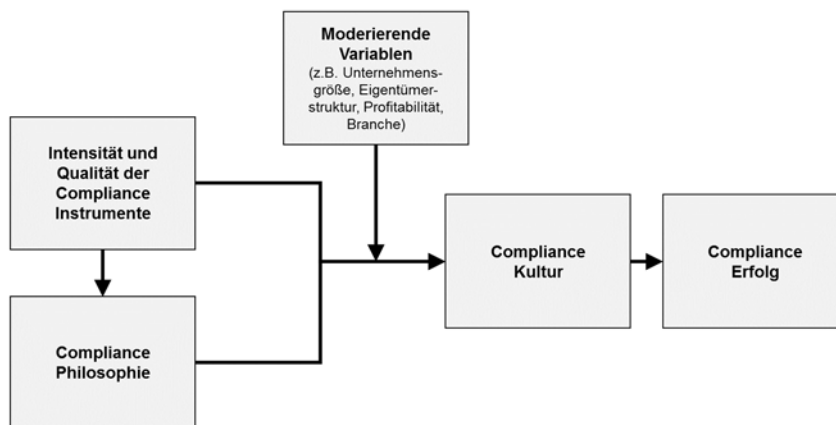 Moderierende
Variablen
(z.B. Unternehmens-
größe, Eigentümer-
struktur, Profitabilität,
Branche)
Intensität und
Qualität der
Compliance
Instrumente
Compliance
Kultur
Compliance
Erfolg
Compliance
Philosophie